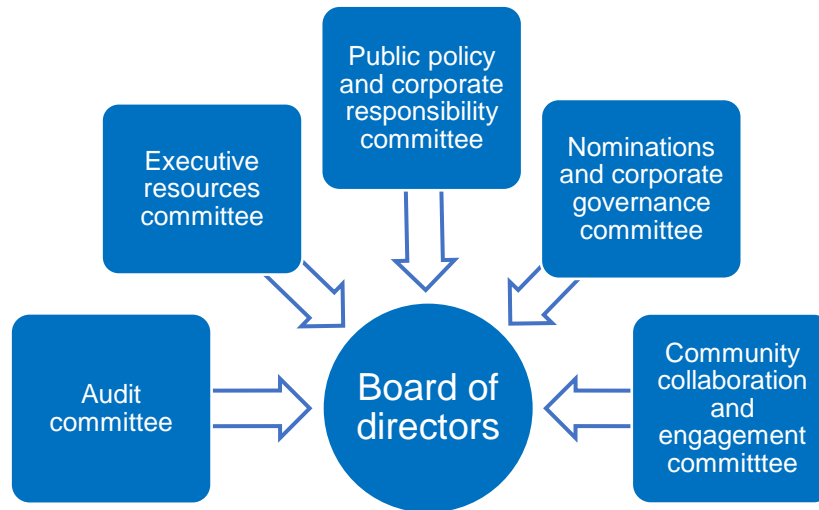 Public policy
and corporate
responsibility
committee
Executive
resources
committee
Nominations
and corporate
governance
committee
Audit
committee
Board of
directors
Community
collaboration
and
engagement
committtee